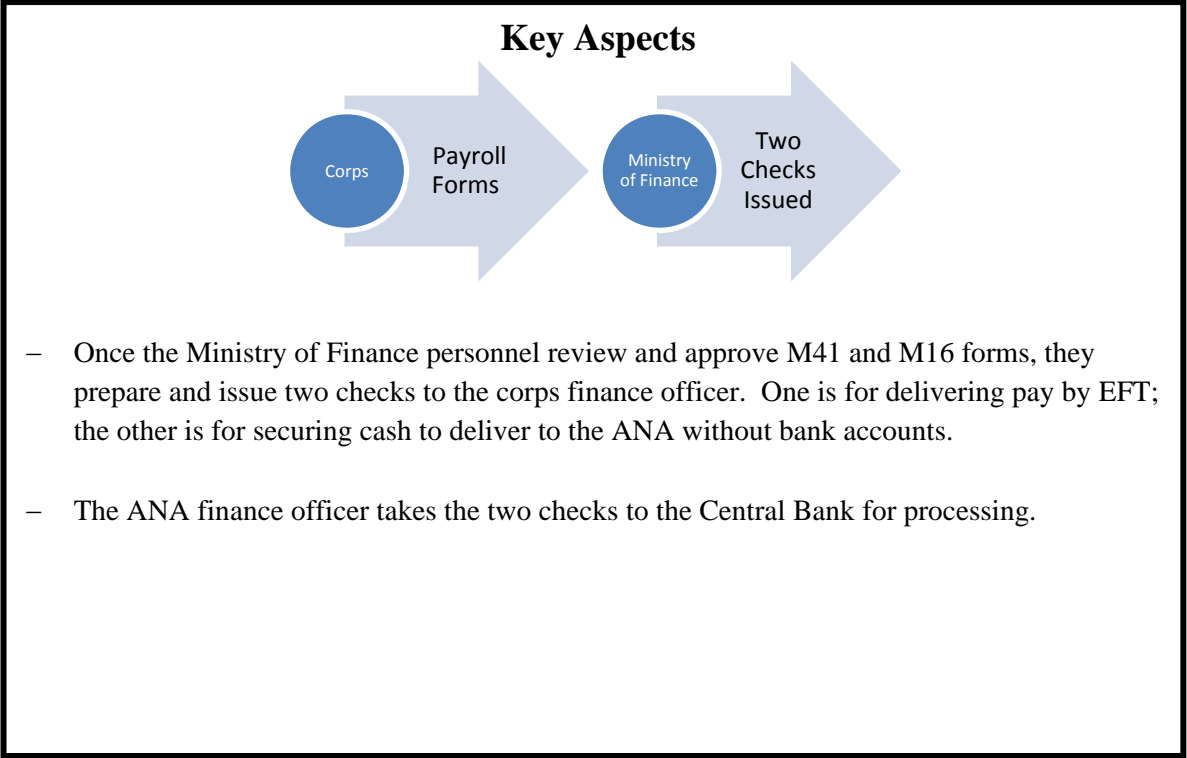 Key Aspects
Corps
Payroll
Forms
Ministry
of Finance
Two
Checks
Issued
– Once the Ministry of Finance personnel review and approve M41 and M16 forms, they
prepare and issue two checks to the corps finance officer.  One is for delivering pay by EFT;
the other is for securing cash to deliver to the ANA without bank accounts.
– The ANA finance officer takes the two checks to the Central Bank for processing.